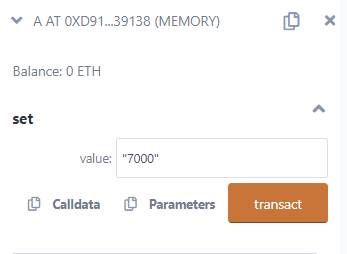 A AT 0XD91...39138 (MEMORY)
Balance: 0 ETH
set
value: "7000"
Calldata Parameters transact